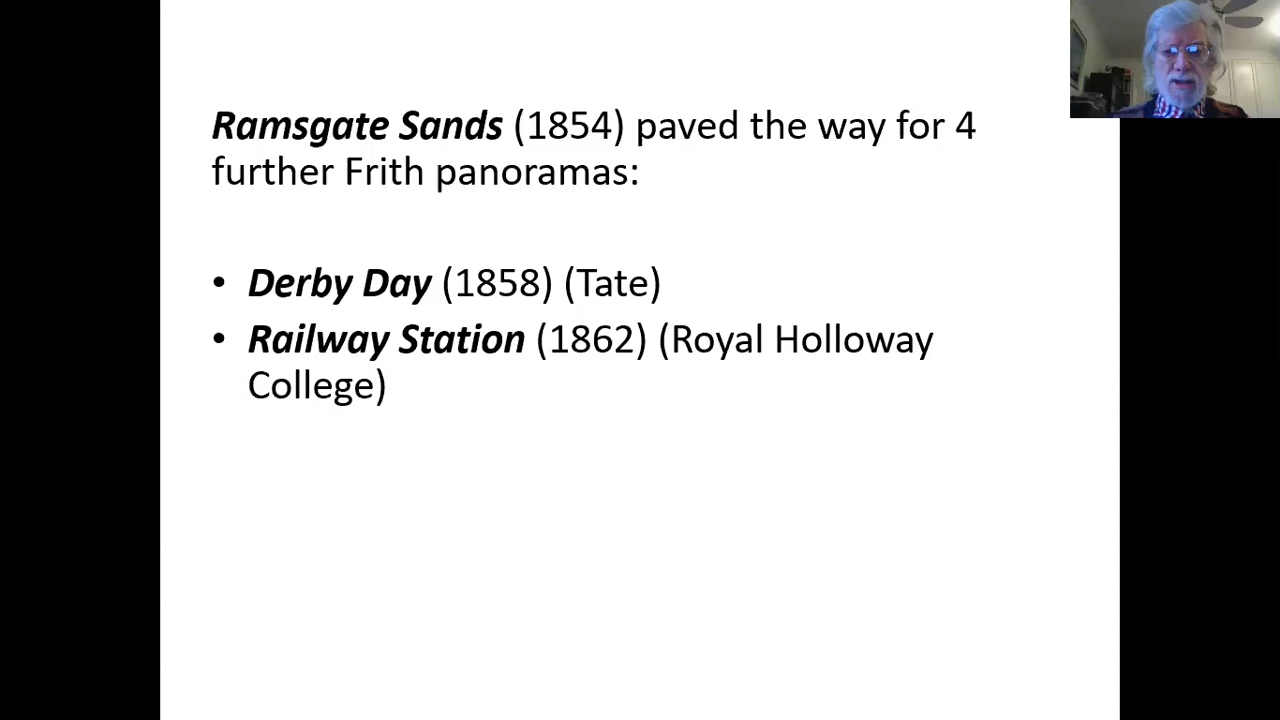 Ramsgate Sands (1854) paved the way for 4
further Frith panoramas:
• Derby Day (1858) (Tate)
• Railway Station (1862) (Royal Holloway
College)